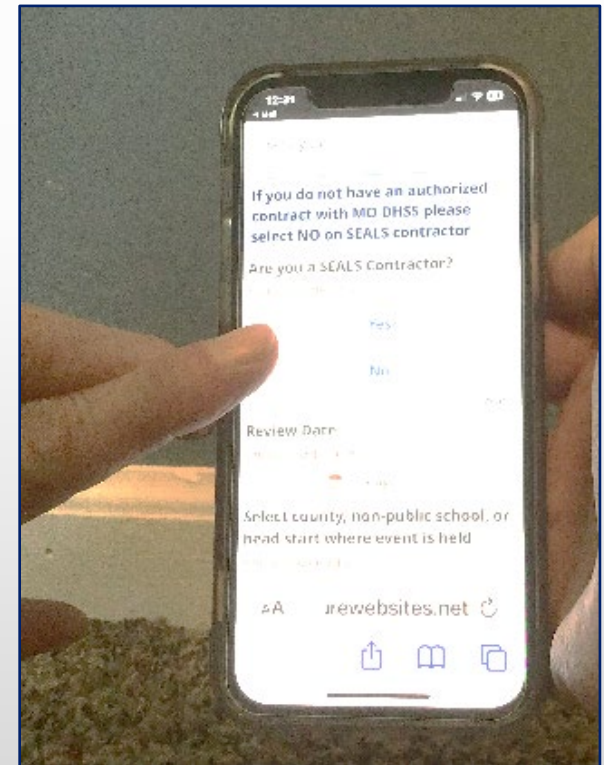 12:31
If you do not have an authorized
contract with MO DHSS please
select NO on SEALS contractor
Are you a SEALS Contractor?
Yes
No
Review Date
Select county, non-public school, or
head start where event is held
AA rewebsites.net